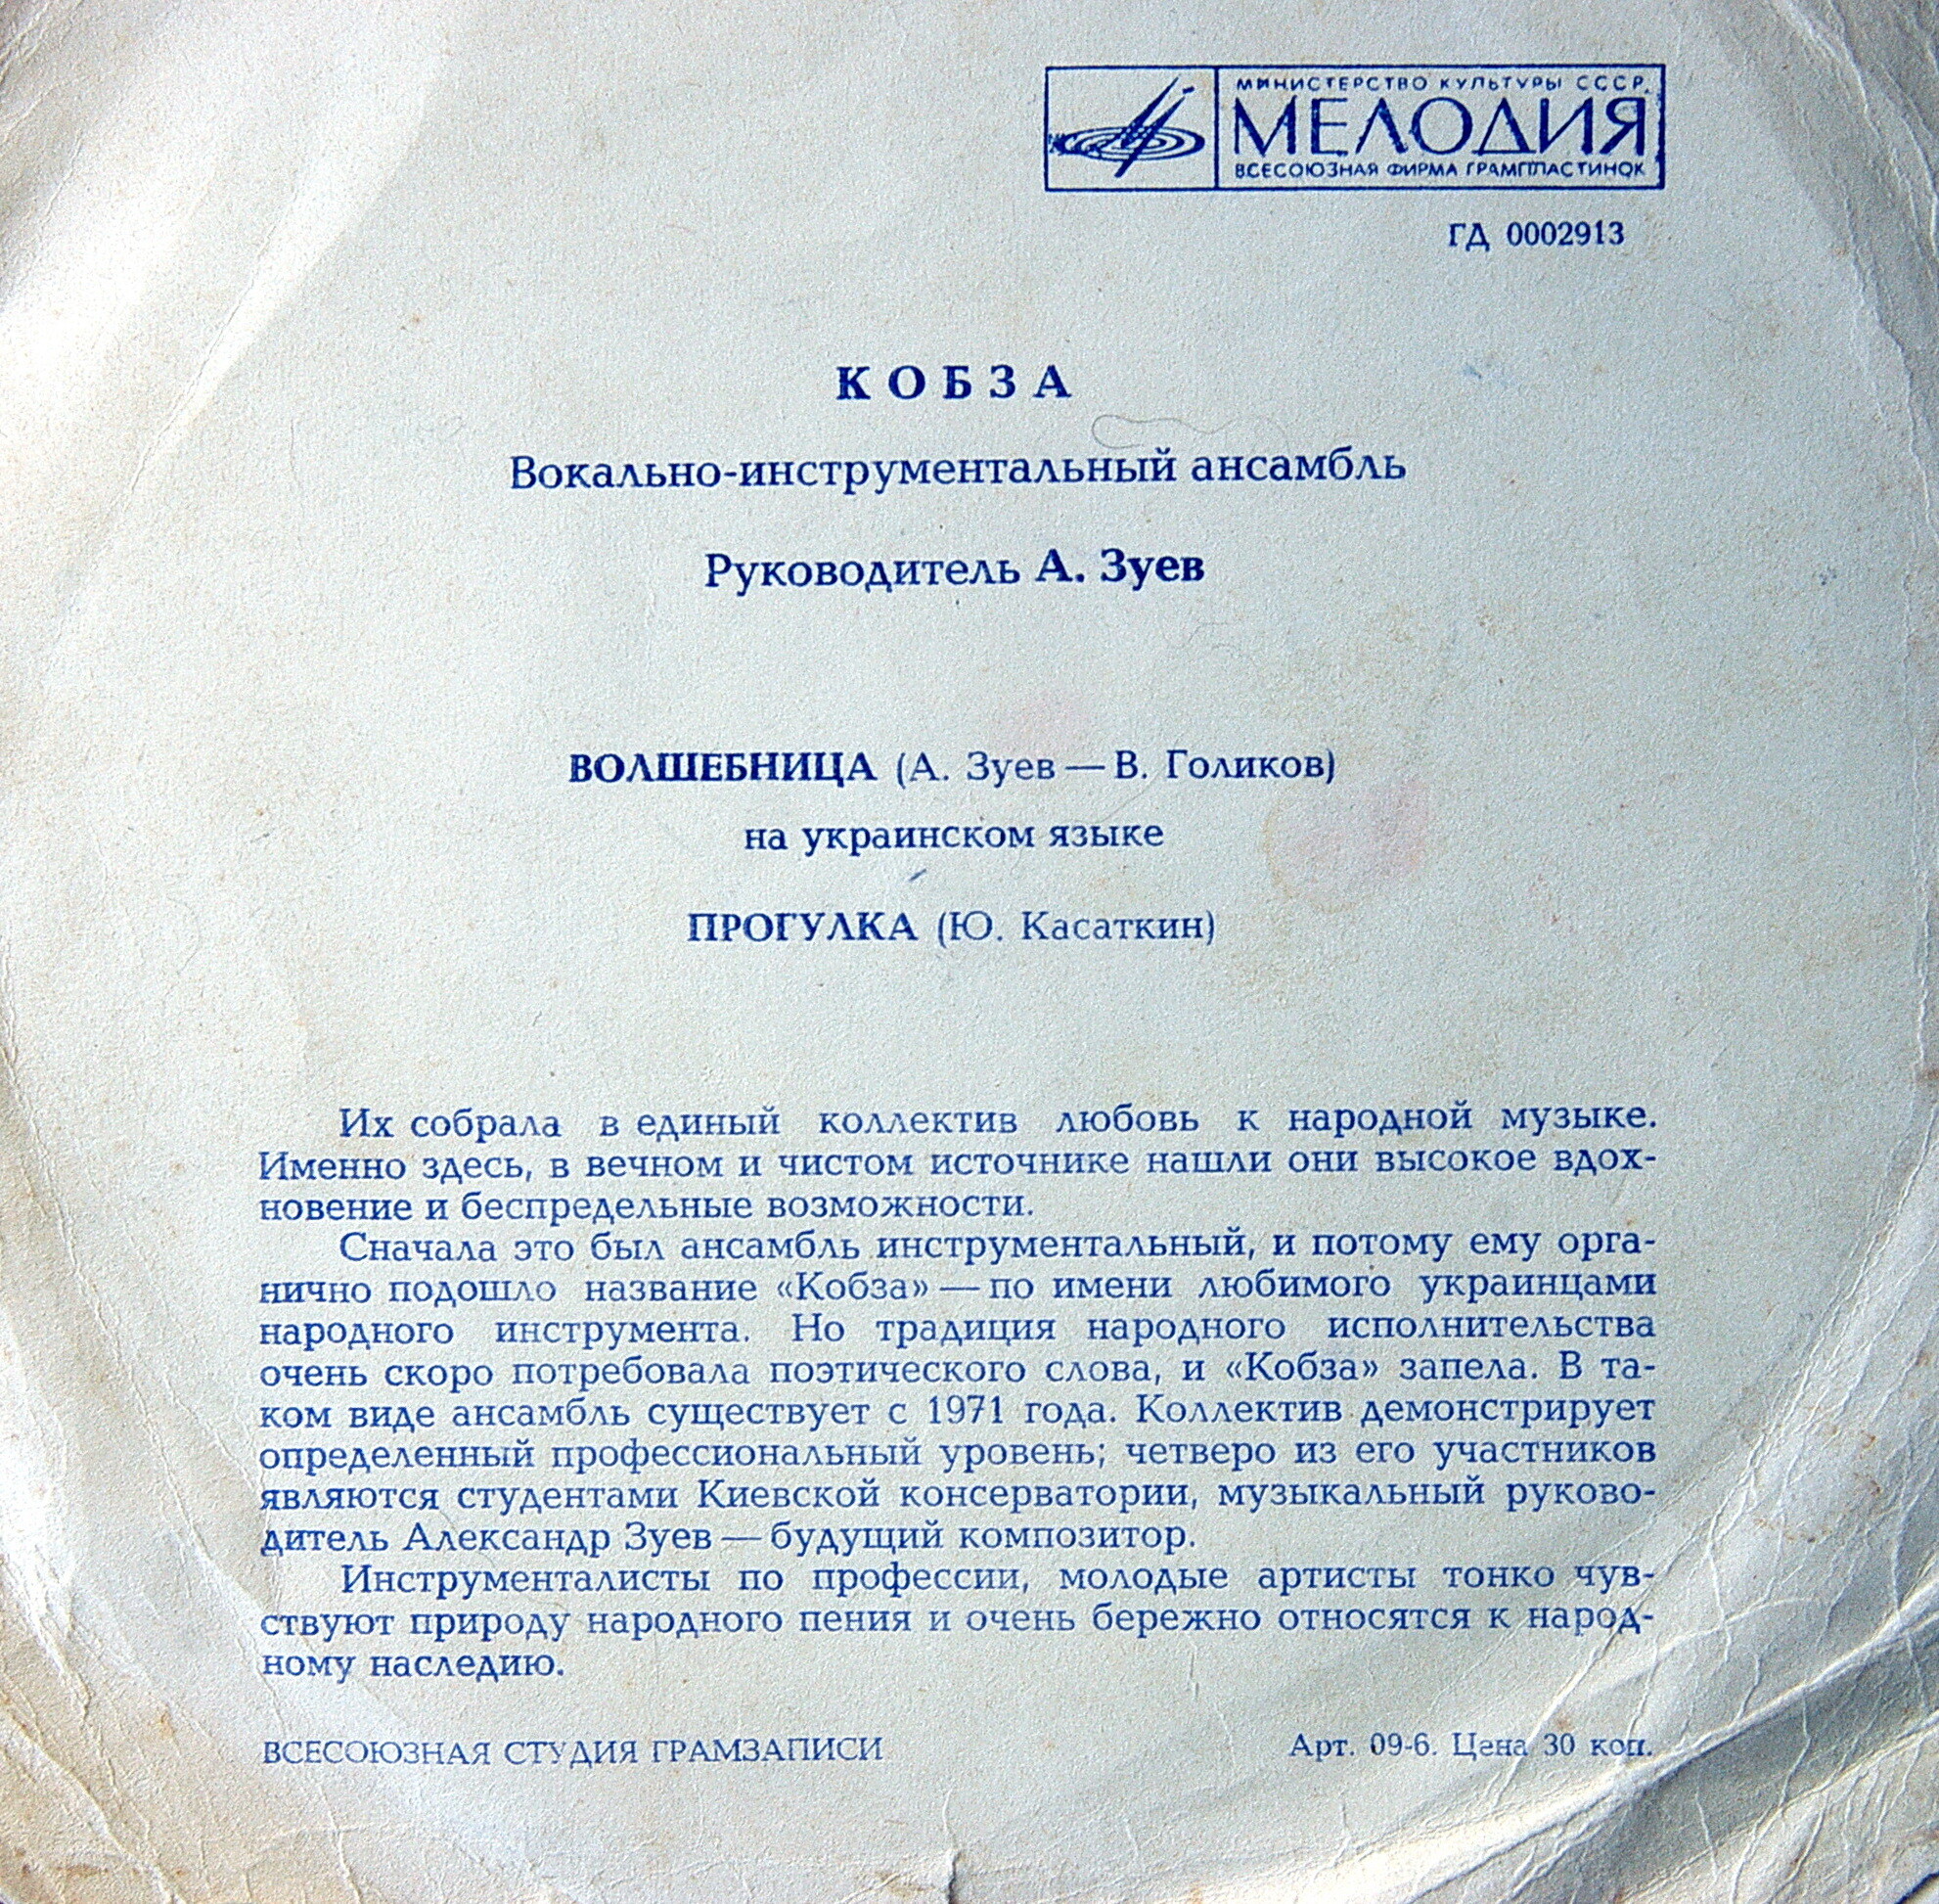 МИНИСТЕРСТВО КУЛЬТУРЫ СССР
МЕЛОДИЯ
ВСЕСОЮЗНАЯ ФИРМА ГРАМПЛАСТИНОК
ГД 0002913
КОБЗА
Вокально-инструментальный ансамбль
Руководитель А. Зуев
ВОЛШЕБНИЦА (А. Зуев — В. Голиков)
на украинском языке
ПРОГУЛКА (Ю. Касаткин)
Их собрала в единый коллектив любовь к народной музыке.
Именно здесь, в вечном и чистом источнике нашли они высокое вдох-
новение и беспредельные возможности.
Сначала это был ансамбль инструментальный, и потому ему орга-
нично подошло название «Кобза» — по имени любимого украинцами
народного инструмента. Но традиция народного исполнительства
очень скоро потребовала поэтического слова, и «Кобза» запела. В та-
ком виде ансамбль существует с 1971 года. Коллектив демонстрирует
определенный профессиональный уровень; четверо из его участников
являются студентами Киевской консерватории, музыкальный руково-
дитель Александр Зуев — будущий композитор.
Инструменталисты по профессии, молодые артисты тонко чув-
ствуют природу народного пения и очень бережно относятся к народ-
ному наследию.
ВСЕСОЮЗНАЯ СТУДИЯ ГРАМЗАПИСИ
Арт. 09-6. Цена 30 коп.